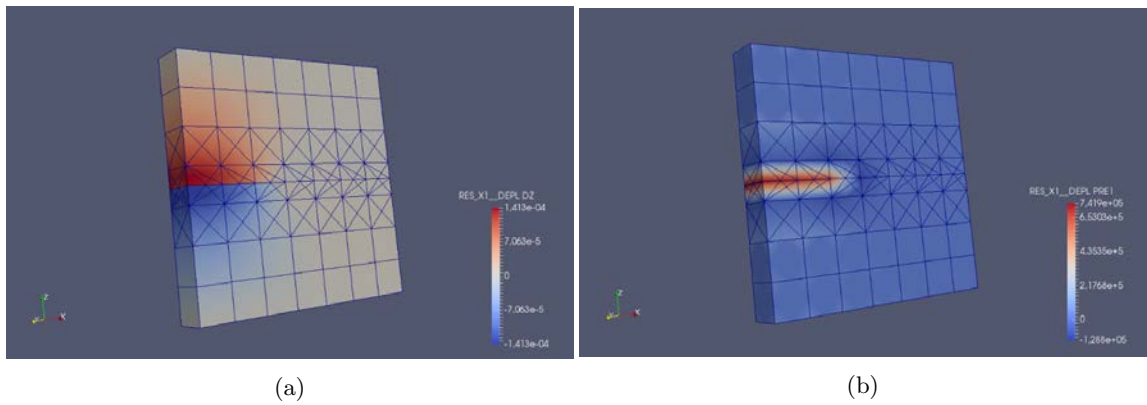 RES_X1__DEPL DZ
1,413e-04
7,063e-5
0
-7,063e-5
-1,413e-04
z
x
RES_X1__DEPL PRE1
7,419e+05
6,5303e+5
4,3535e+5
2,1768e+5
0
-1,288e+05
z
x
(a)
(b)